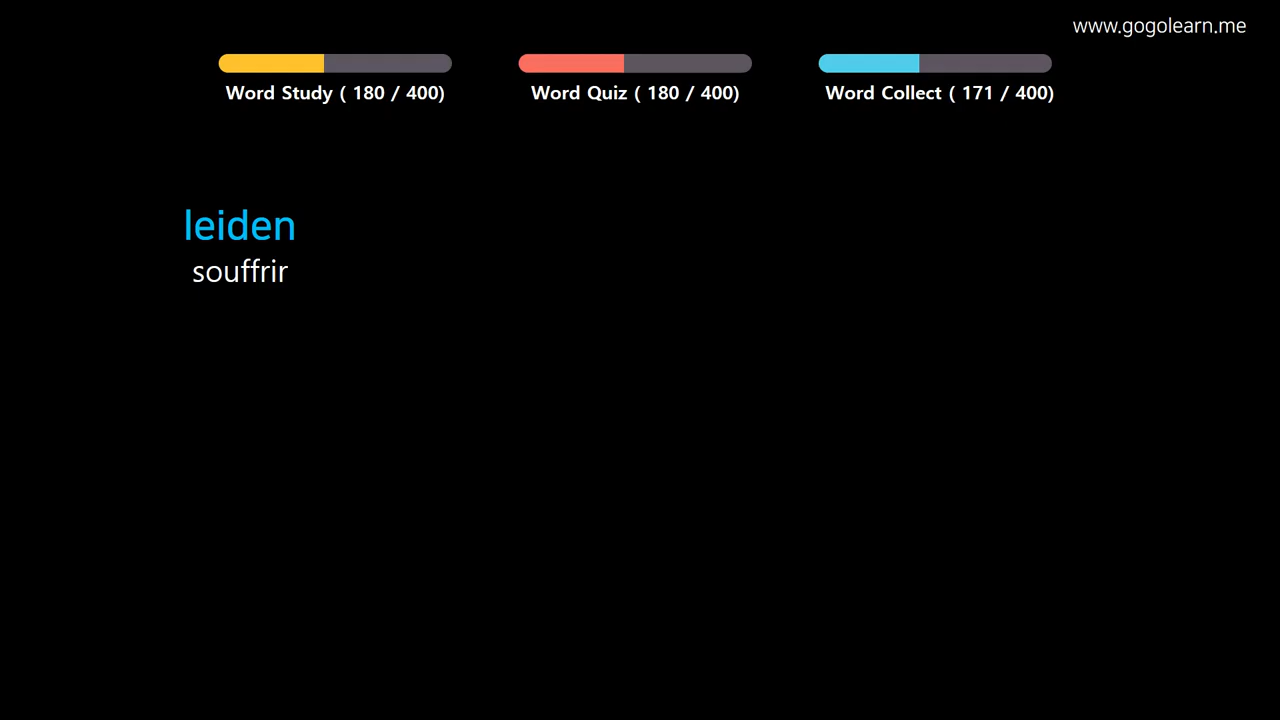 www.gogolearn.me
Word Study ( 180 / 400)
Word Quiz ( 180 / 400)
Word Collect ( 171 / 400)
leiden
souffrir